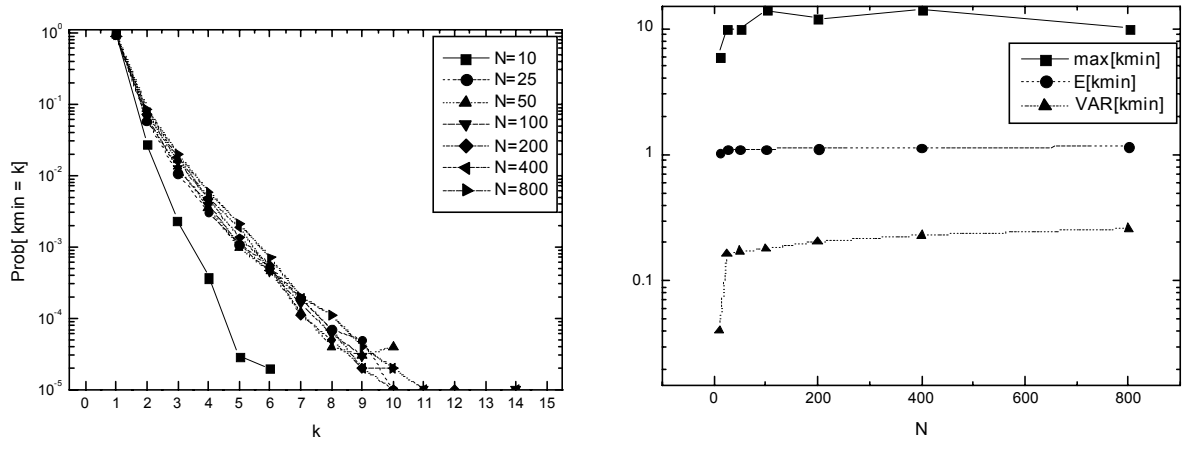 10⁰
10⁻¹
10⁻²
10⁻³
10⁻⁴
10⁻⁵
Prob[ kmin = k]
0 1 2 3 4 5 6 7 8 9 10 11 12 13 14 15
k
N=10
N=25
N=50
N=100
N=200
N=400
N=800
10
1
0.1
0 200 400 600 800
N
max[kmin]
E[kmin]
VAR[kmin]